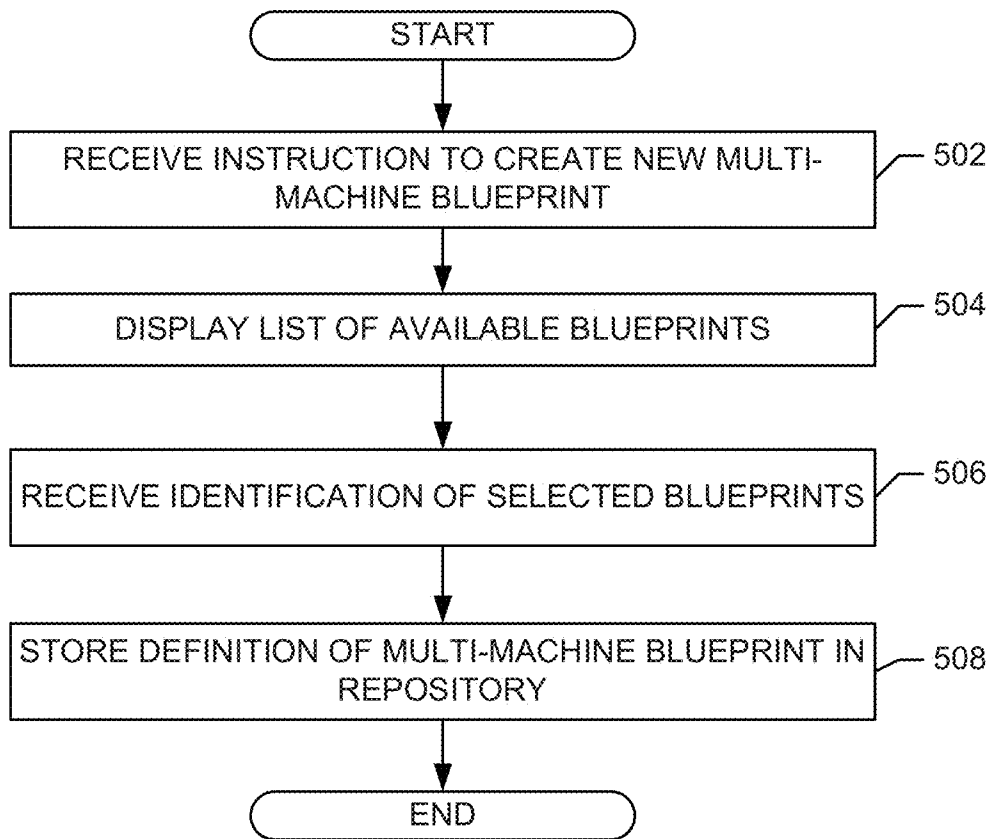 START
RECEIVE INSTRUCTION TO CREATE NEW MULTI-
MACHINE BLUEPRINT
502
DISPLAY LIST OF AVAILABLE BLUEPRINTS
504
RECEIVE IDENTIFICATION OF SELECTED BLUEPRINTS
506
STORE DEFINITION OF MULTI-MACHINE BLUEPRINT IN
REPOSITORY
508
END